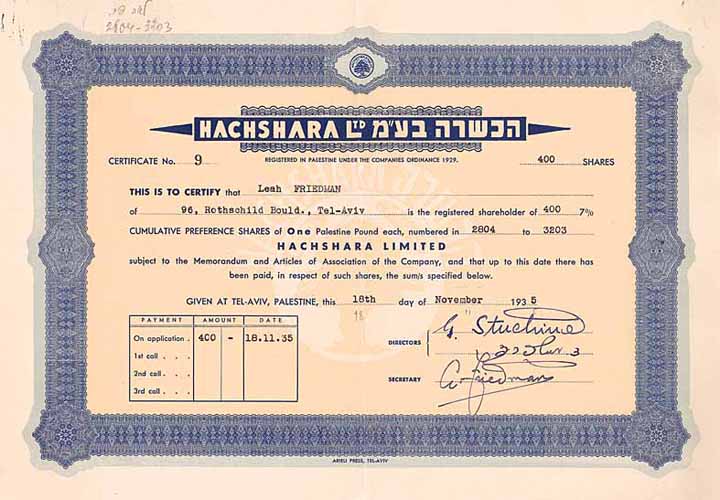 2804-3203
HACHSHARA LTD הכשרה בע"מ
CERTIFICATE No. 9 REGISTERED IN PALESTINE UNDER THE COMPANIES ORDINANCE 1929. 400 SHARES
THIS IS TO CERTIFY that Leah FRIEDMAN
of 96, Rothschild Bould., Tel-Aviv is the registered shareholder of 400 7%
CUMULATIVE PREFERENCE SHARES of One Palestine Pound each, numbered in 2804 to 3203
HACHSHARA LIMITED
subject to the Memorandum and Articles of Association of the Company, and that up to this date there has
been paid, in respect of such shares, the sum/s specified below.
GIVEN AT TEL-AVIV, PALESTINE, this 18th day of November 1935
18 11
PAYMENT AMOUNT DATE
On application . 400 - 18.11.35
1st call . . .
2nd call . . .
3rd call . . .
DIRECTORS
SECRETARY
Friedman
ARIELI PRESS, TEL-AVIV